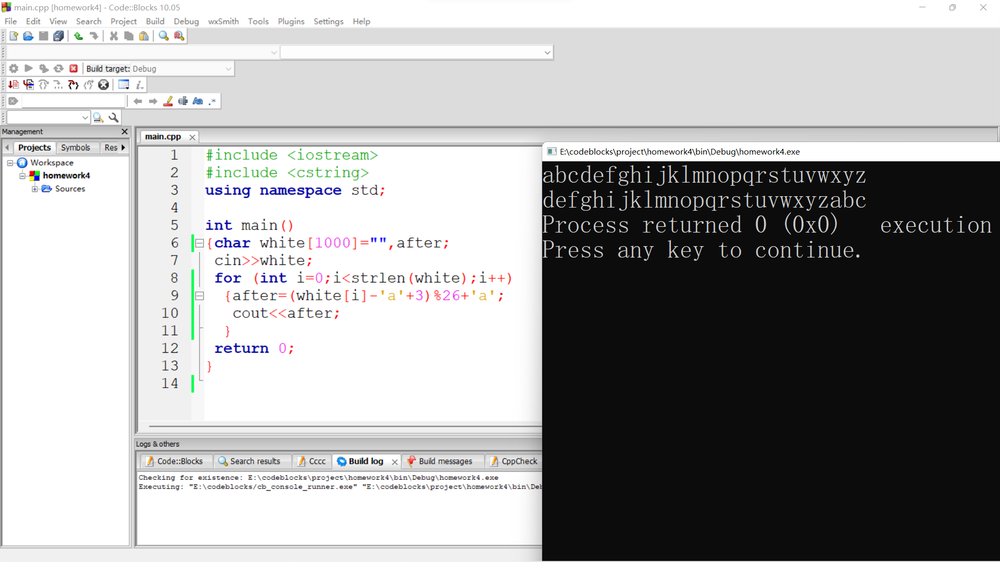 main.cpp [homework4] - Code::Blocks 10.05
File Edit View Search Project Build Debug wxSmith Tools Plugins Settings Help
Build target: Debug
Management
Projects Symbols Res
Workspace
homework4
Sources
main.cpp
1 #include <iostream>
2 #include <cstring>
3 using namespace std;
4
5 int main()
6 {char white[1000]="",after;
7 cin>>white;
8 for (int i=0;i<strlen(white);i++)
9 {after=(white[i]-'a'+3)%26+'a';
10 cout<<after;
11 }
12 return 0;
13 }
14
E:\codeblocks\project\homework4\bin\Debug\homework4.exe
abcdefghijklmnopqrstuvwxyz
defghijklmnopqrstuvwxyzabc
Process returned 0 (0x0) execution
Press any key to continue.
Logs & others
Code::Blocks Search results Cccc Build log Build messages CppCheck
Checking for existence: E:\codeblocks\project\homework4\bin\Debug\homework4.exe
Executing: "E:\codeblocks/cb_console_runner.exe" "E:\codeblocks\project\homework4\bin\Deb